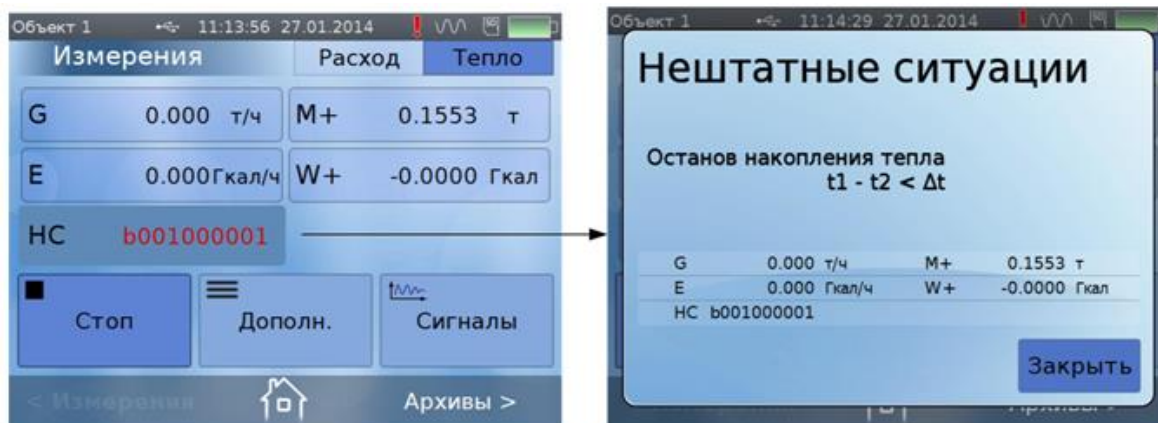 Объект 1 11:13:56 27.01.2014
Измерения Расход Тепло
G 0.000 т/ч M+ 0.1553 т
E 0.000 Гкал/ч W+ -0.0000 Гкал
НС b001000001
Стоп Дополн. Сигналы
< Измерения Архивы >
Объект 1 11:14:29 27.01.2014
Нештатные ситуации
Останов накопления тепла
t1 - t2 < Δt
G 0.000 т/ч M+ 0.1553 т
E 0.000 Гкал/ч W+ -0.0000 Гкал
НС b001000001
Закрыть